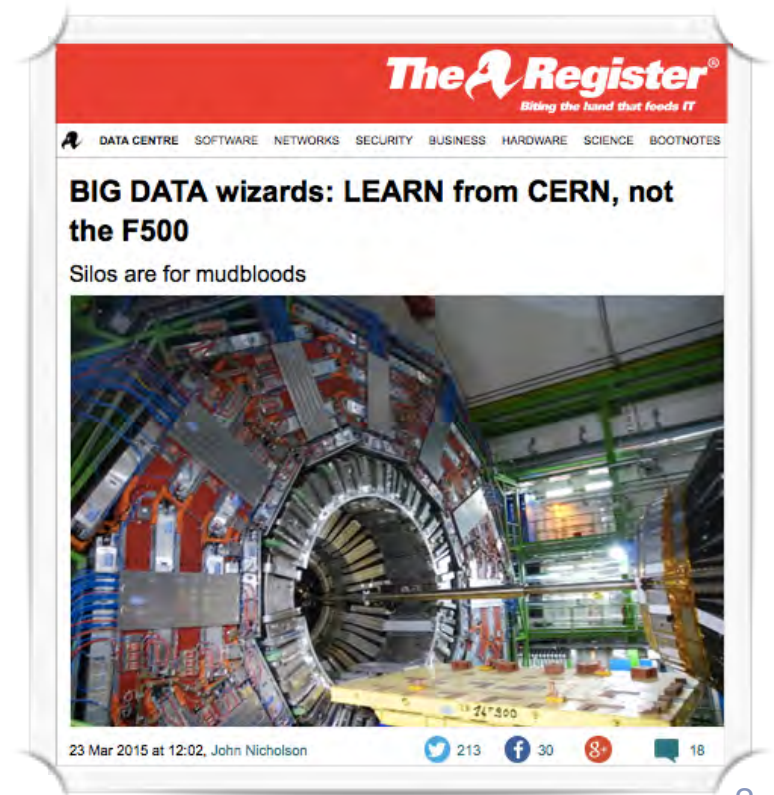 The Register®
Biting the hand that feeds IT
DATA CENTRE SOFTWARE NETWORKS SECURITY BUSINESS HARDWARE SCIENCE BOOTNOTES
BIG DATA wizards: LEARN from CERN, not
the F500
Silos are for mudbloods
23 Mar 2015 at 12:02, John Nicholson 213 30 8+ 18